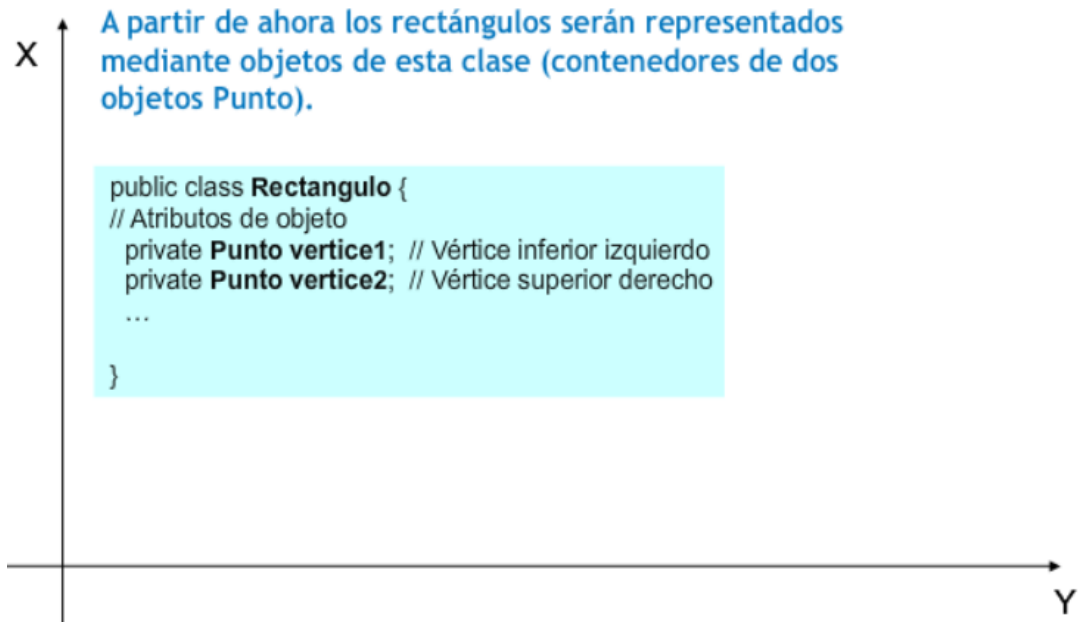 X
A partir de ahora los rectángulos serán representados
mediante objetos de esta clase (contenedores de dos
objetos Punto).
public class Rectangulo {
// Atributos de objeto
private Punto vertice1; // Vértice inferior izquierdo
private Punto vertice2; // Vértice superior derecho
...
}
Y